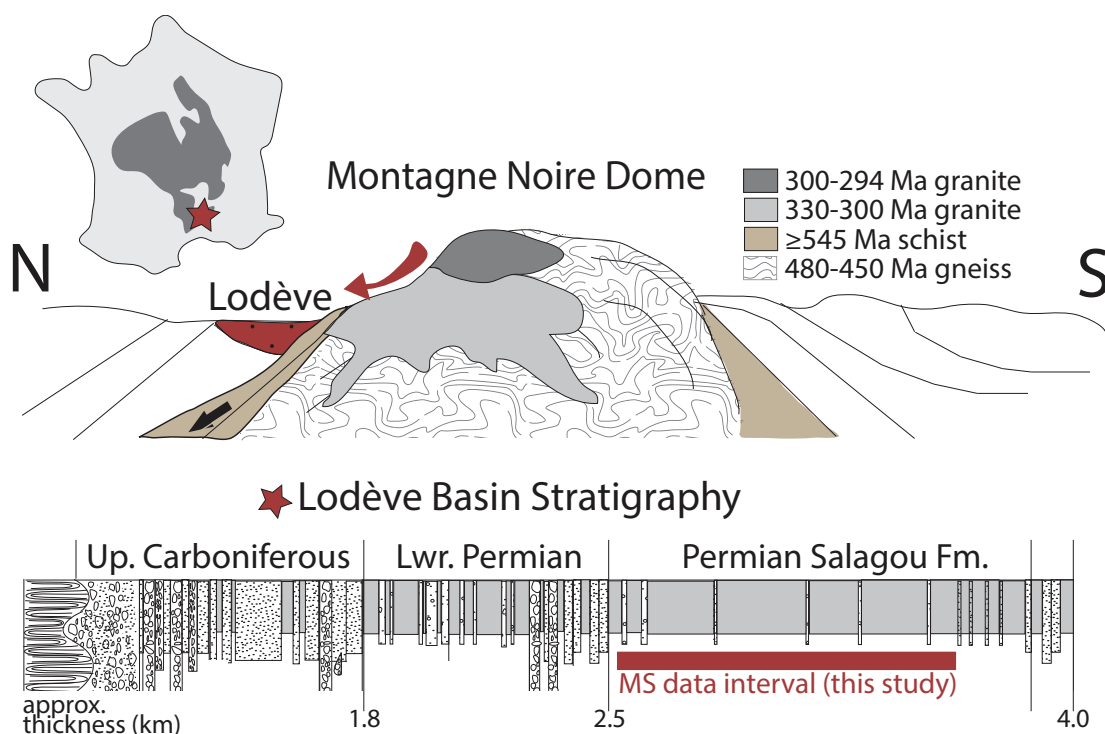 Montagne Noire Dome
300-294 Ma granite
330-300 Ma granite
≥545 Ma schist
480-450 Ma gneiss
N
S
Lodève
Lodève Basin Stratigraphy
Up. Carboniferous
Lwr. Permian
Permian Salagou Fm.
MS data interval (this study)
approx.
thickness (km)
1.8
2.5
4.0